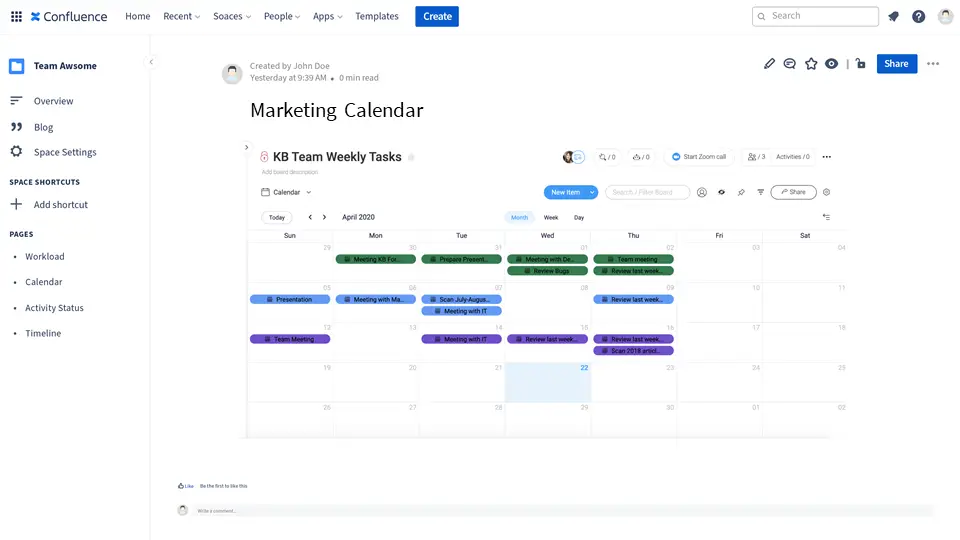 Confluence Home Recent Soaces People Apps Templates Create Search
Team Awsome
Overview
Blog
Space Settings
SPACE SHORTCUTS
Add shortcut
PAGES
Workload
Calendar
Activity Status
Timeline
Created by John Doe
Yesterday at 9:39 AM • 0 min read
Share
Marketing Calendar
KB Team Weekly Tasks
/ 0 / 0 Start Zoom call / 3 Activities / 0
Add board description
Calendar New Item Search / Filter Board Share
Today April 2020 Month Week Day
Sun Mon Tue Wed Thu Fri Sat
29 30 31 01 02 03 04
Meeting KB For... Prepare Present... Meeting with De... Team meeting
Review Bugs Review last week...
05 06 07 08 09 10 11
Presentation Meeting with Ma... Scan July-Augus... Review last week...
Meeting with IT
12 13 14 15 16 17 18
Team Meeting Meeting with IT Review last week... Review last week...
Scan 2018 articl...
19 20 21 22 23 24 25
26 27 28 29 30 01 02
Like Be the first to like this
Write a comment...